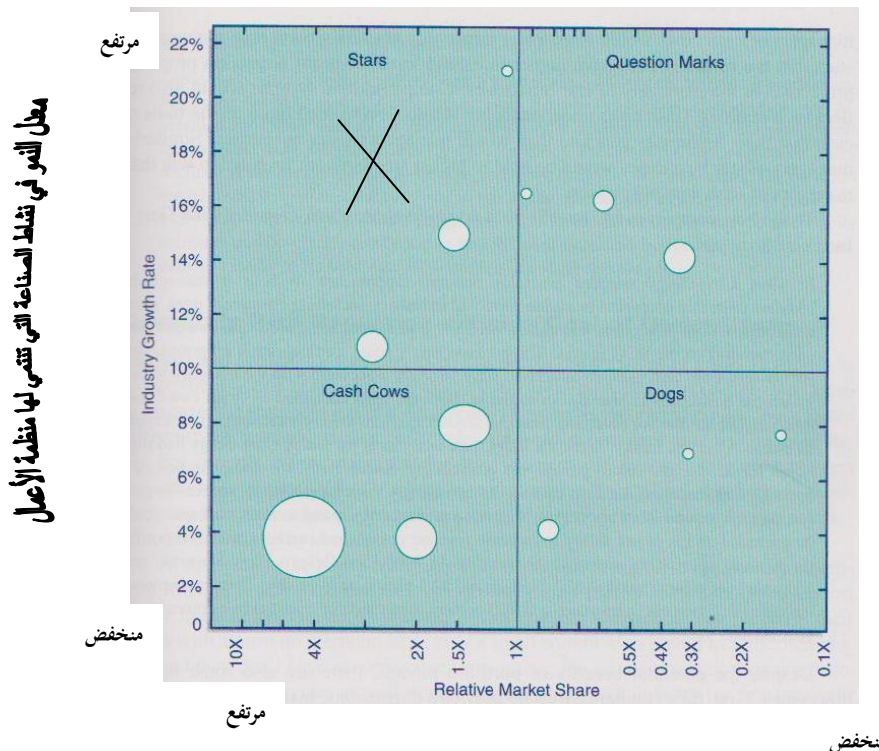 مرتفع
معدل النمو في نشاط الصناعة التي تنتمي لها منظمة الأعمال
Industry Growth Rate
22%
20%
18%
16%
14%
12%
10%
8%
6%
4%
2%
0
Stars
Question Marks
Cash Cows
Dogs
منخفض
10X
4X
2X
1.5X
1X
0.5X
0.4X
0.3X
0.2X
0.1X
Relative Market Share
مرتفع